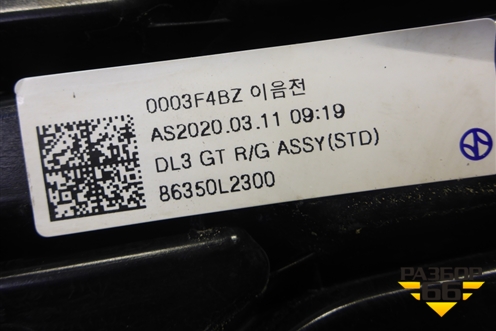 0003F4BZ 이음전
AS2020.03.11 09:19
DL3 GT R/G ASSY(STD)
86350L2300
РАЗБОР
66